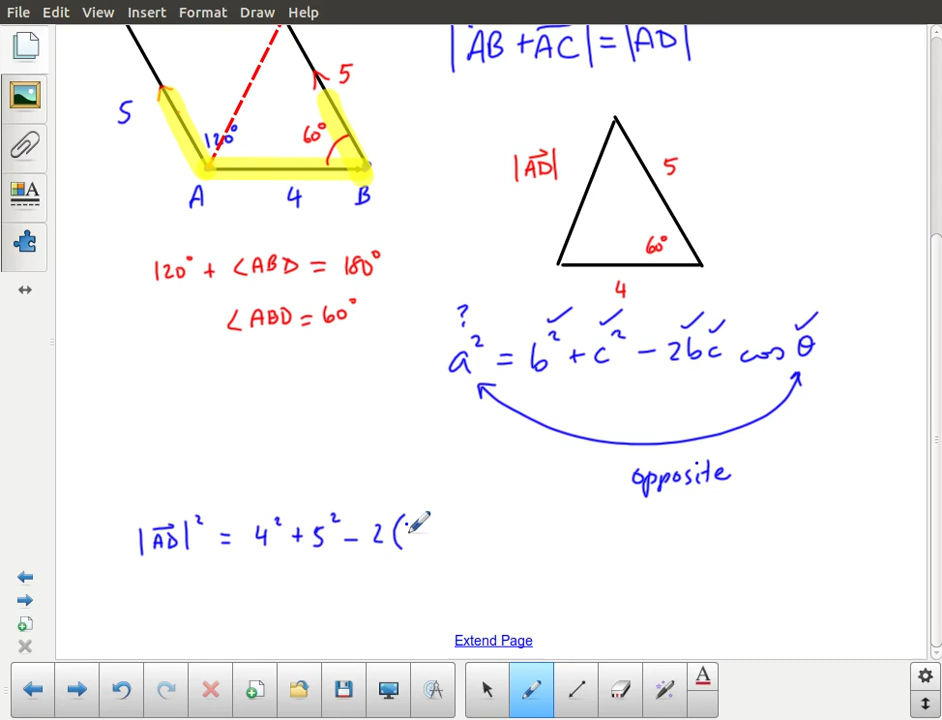 File Edit View Insert Format Draw Help
|AB + AC| = |AD|
5
5
120°
60°
A 4 B
|AD|
5
60°
4
120° + ∠ABD = 180°
∠ABD = 60°
?
a² = b² + c² - 2bc cos θ
opposite
|AD|² = 4² + 5² - 2(
Extend Page
A